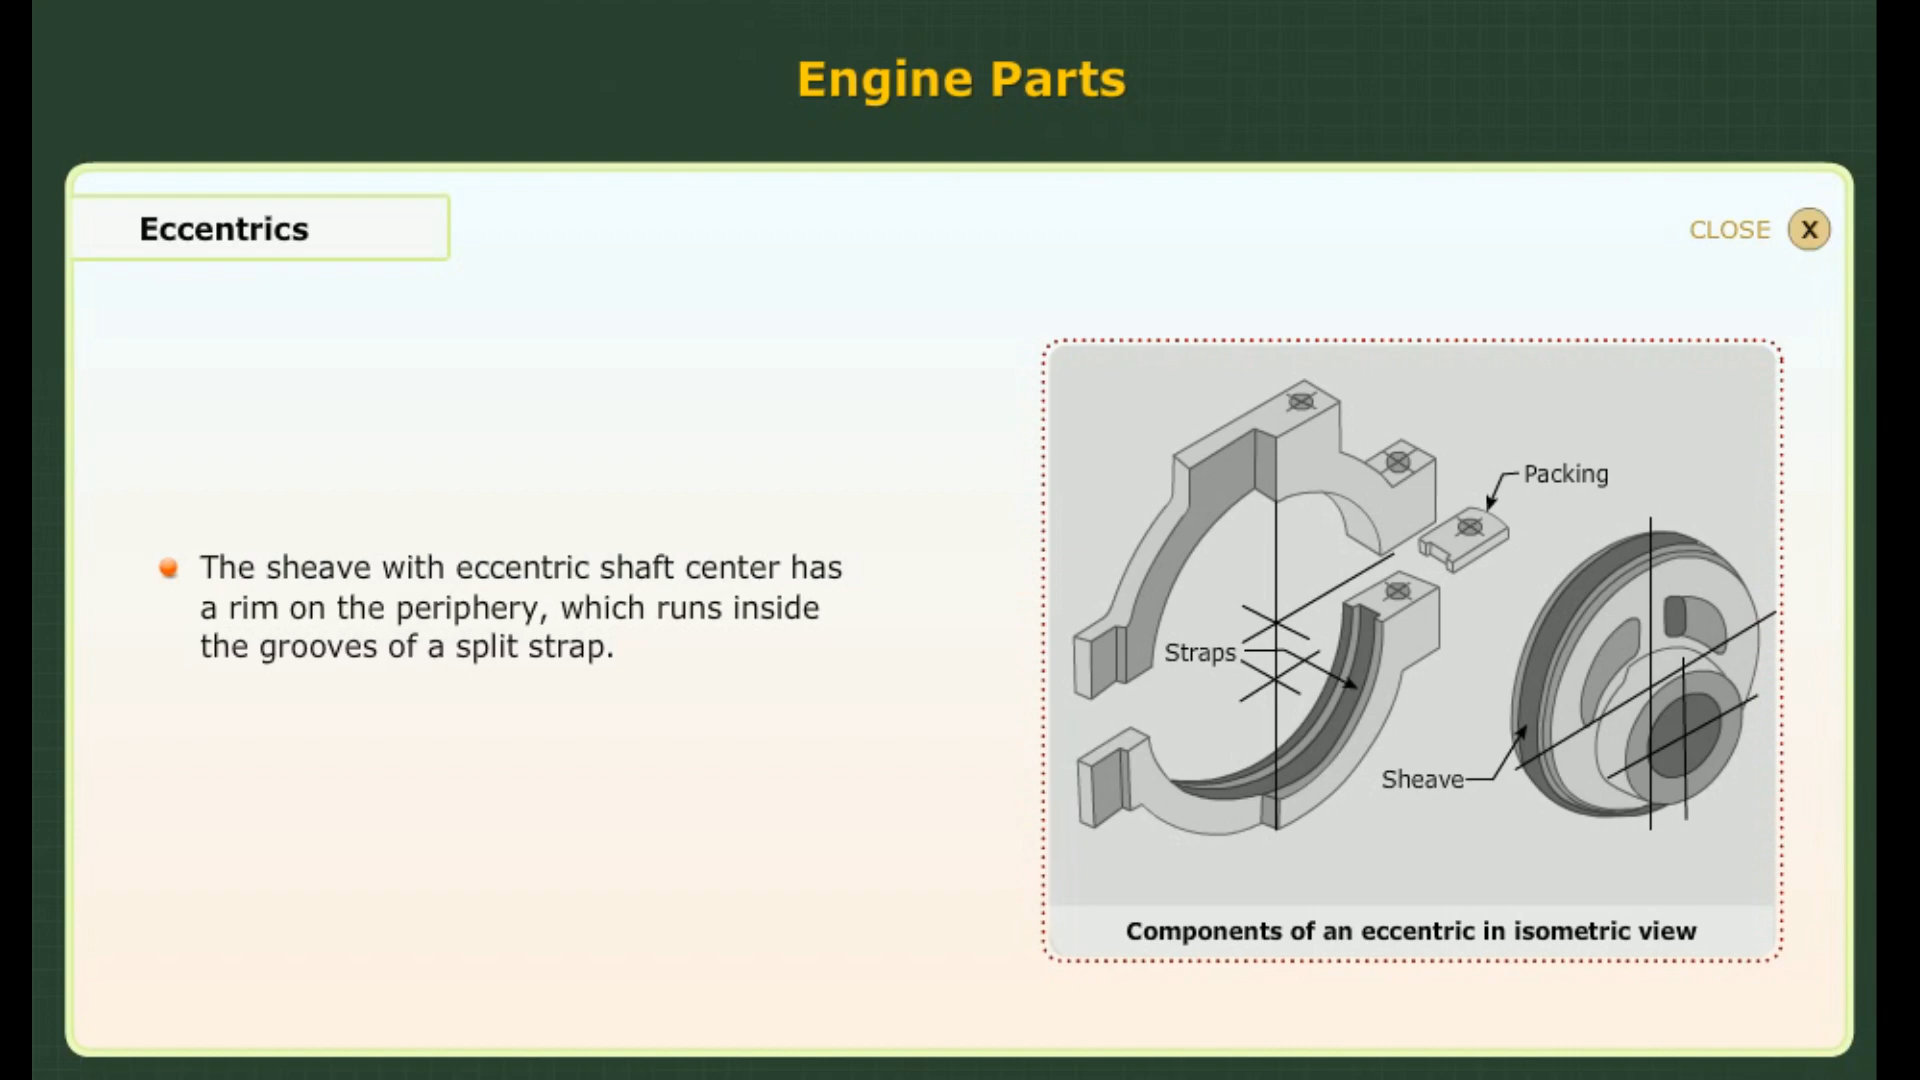 Engine Parts
Eccentrics
CLOSE X
The sheave with eccentric shaft center has
a rim on the periphery, which runs inside
the grooves of a split strap.
Packing
Straps
Sheave
Components of an eccentric in isometric view